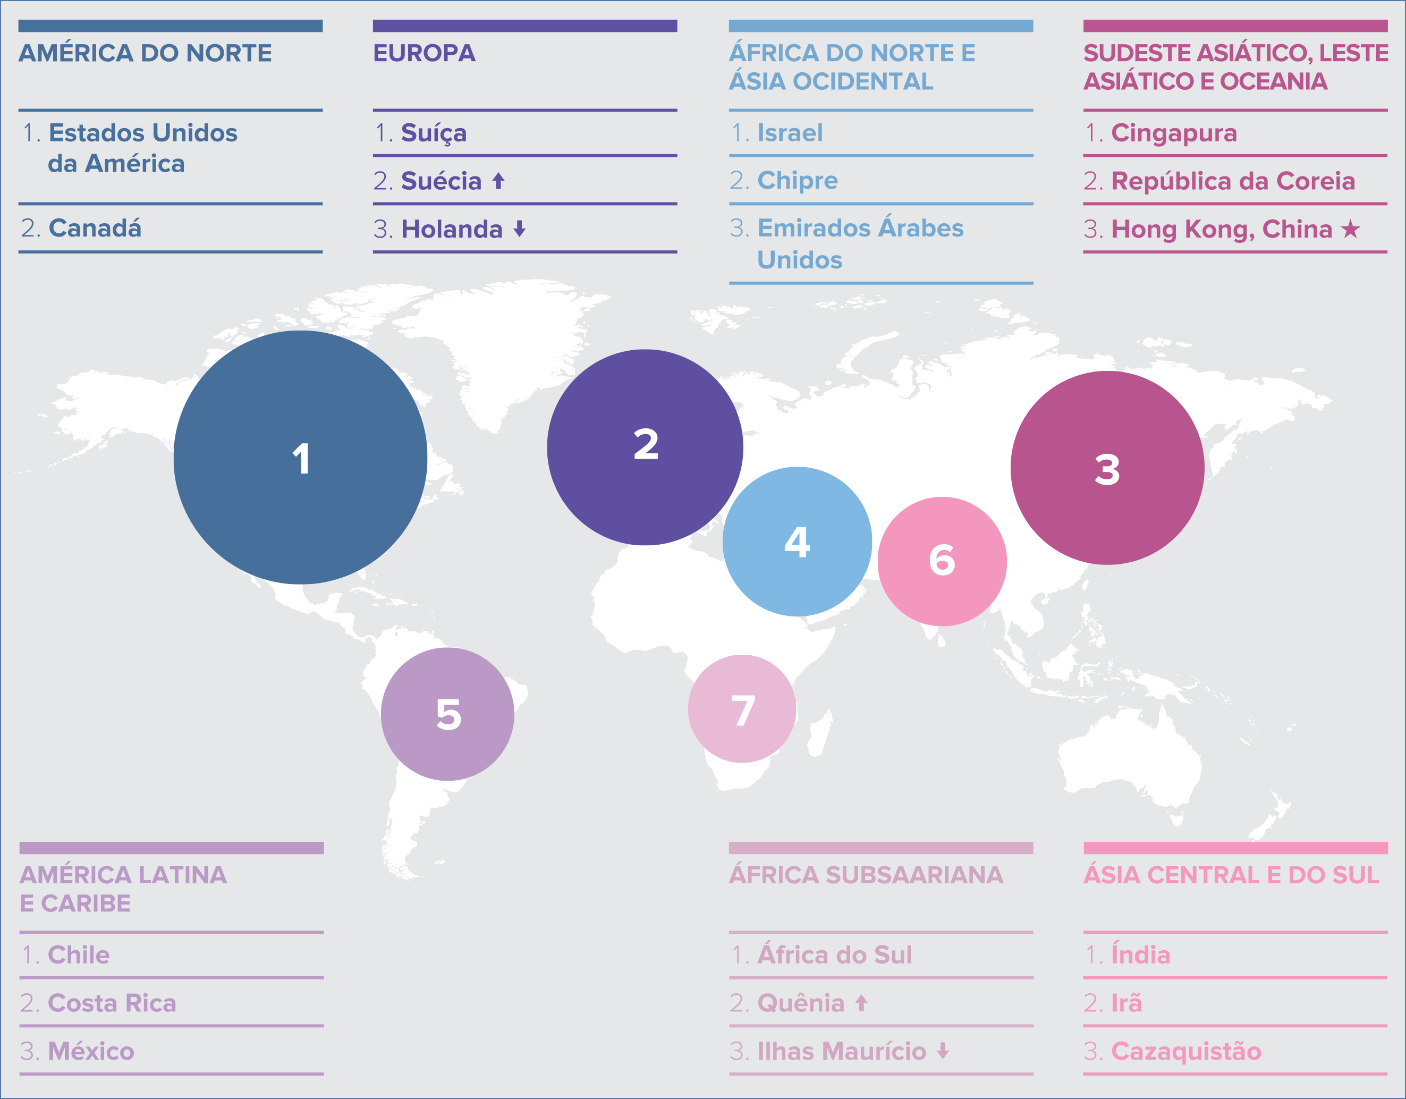 AMÉRICA DO NORTE
1. Estados Unidos
da América
2. Canadá
EUROPA
1. Suíça
2. Suécia ⬆
3. Holanda ⬇
ÁFRICA DO NORTE E
ÁSIA OCIDENTAL
1. Israel
2. Chipre
3. Emirados Árabes
Unidos
SUDESTE ASIÁTICO, LESTE
ASIÁTICO E OCEANIA
1. Cingapura
2. República da Coreia
3. Hong Kong, China ★
1
2
3
4
6
5
7
AMÉRICA LATINA
E CARIBE
1. Chile
2. Costa Rica
3. México
ÁFRICA SUBSAARIANA
1. África do Sul
2. Quênia ⬆
3. Ilhas Maurício ⬇
ÁSIA CENTRAL E DO SUL
1. Índia
2. Irã
3. Cazaquistão